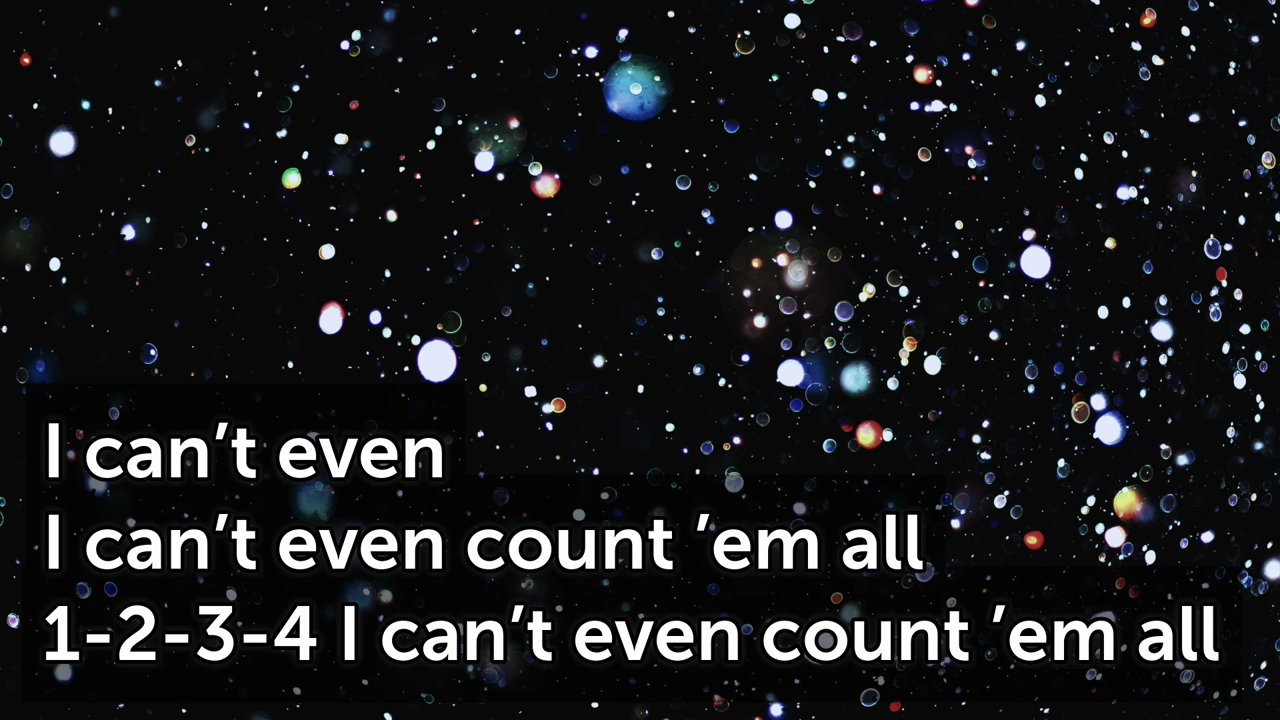 I can’t even
I can’t even count ’em all
1-2-3-4 I can’t even count ’em all